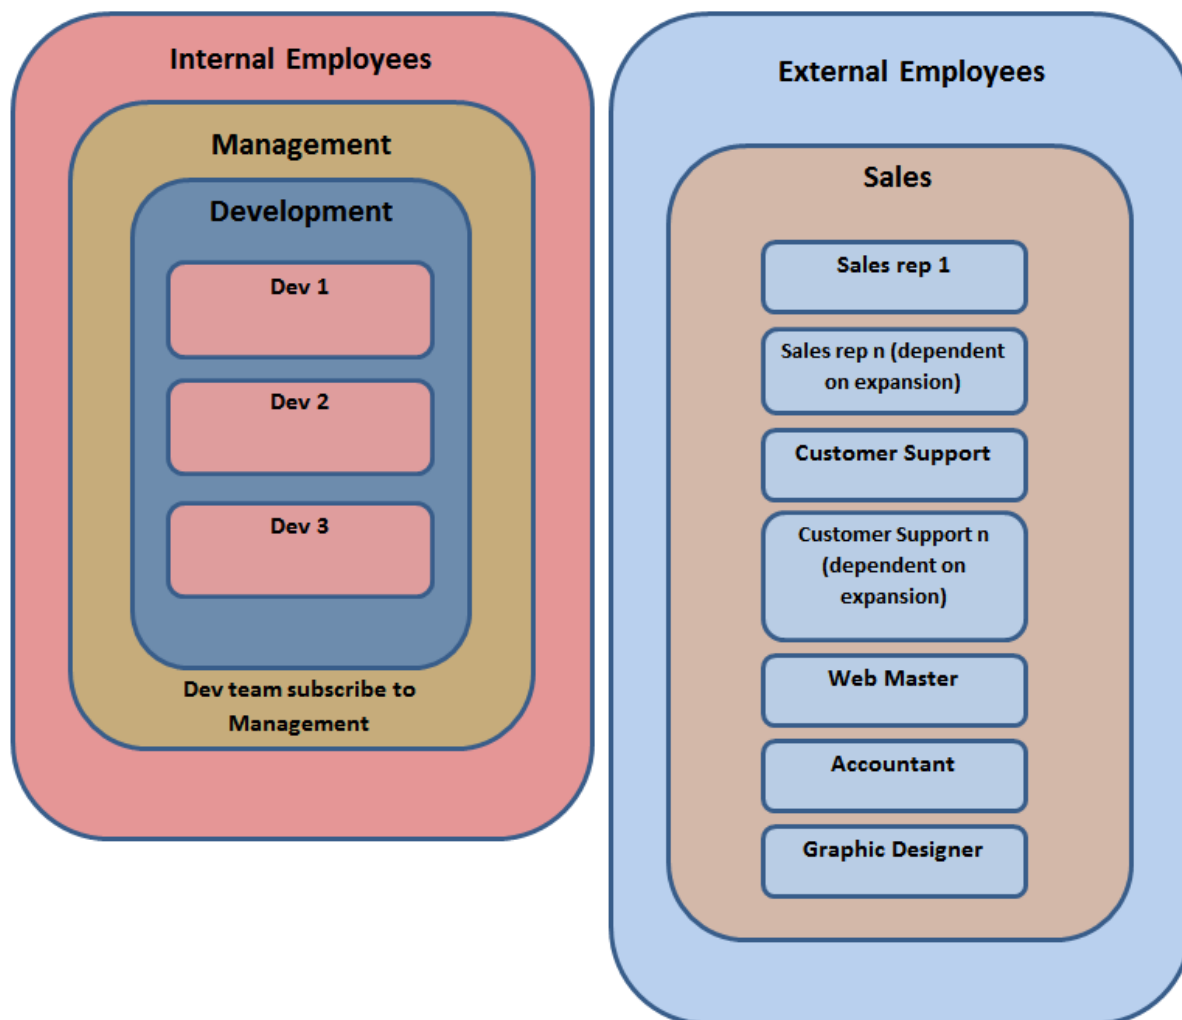 Internal Employees
Management
Development
Dev 1
Dev 2
Dev 3
Dev team subscribe to
Management
External Employees
Sales
Sales rep 1
Sales rep n (dependent
on expansion)
Customer Support
Customer Support n
(dependent on
expansion)
Web Master
Accountant
Graphic Designer